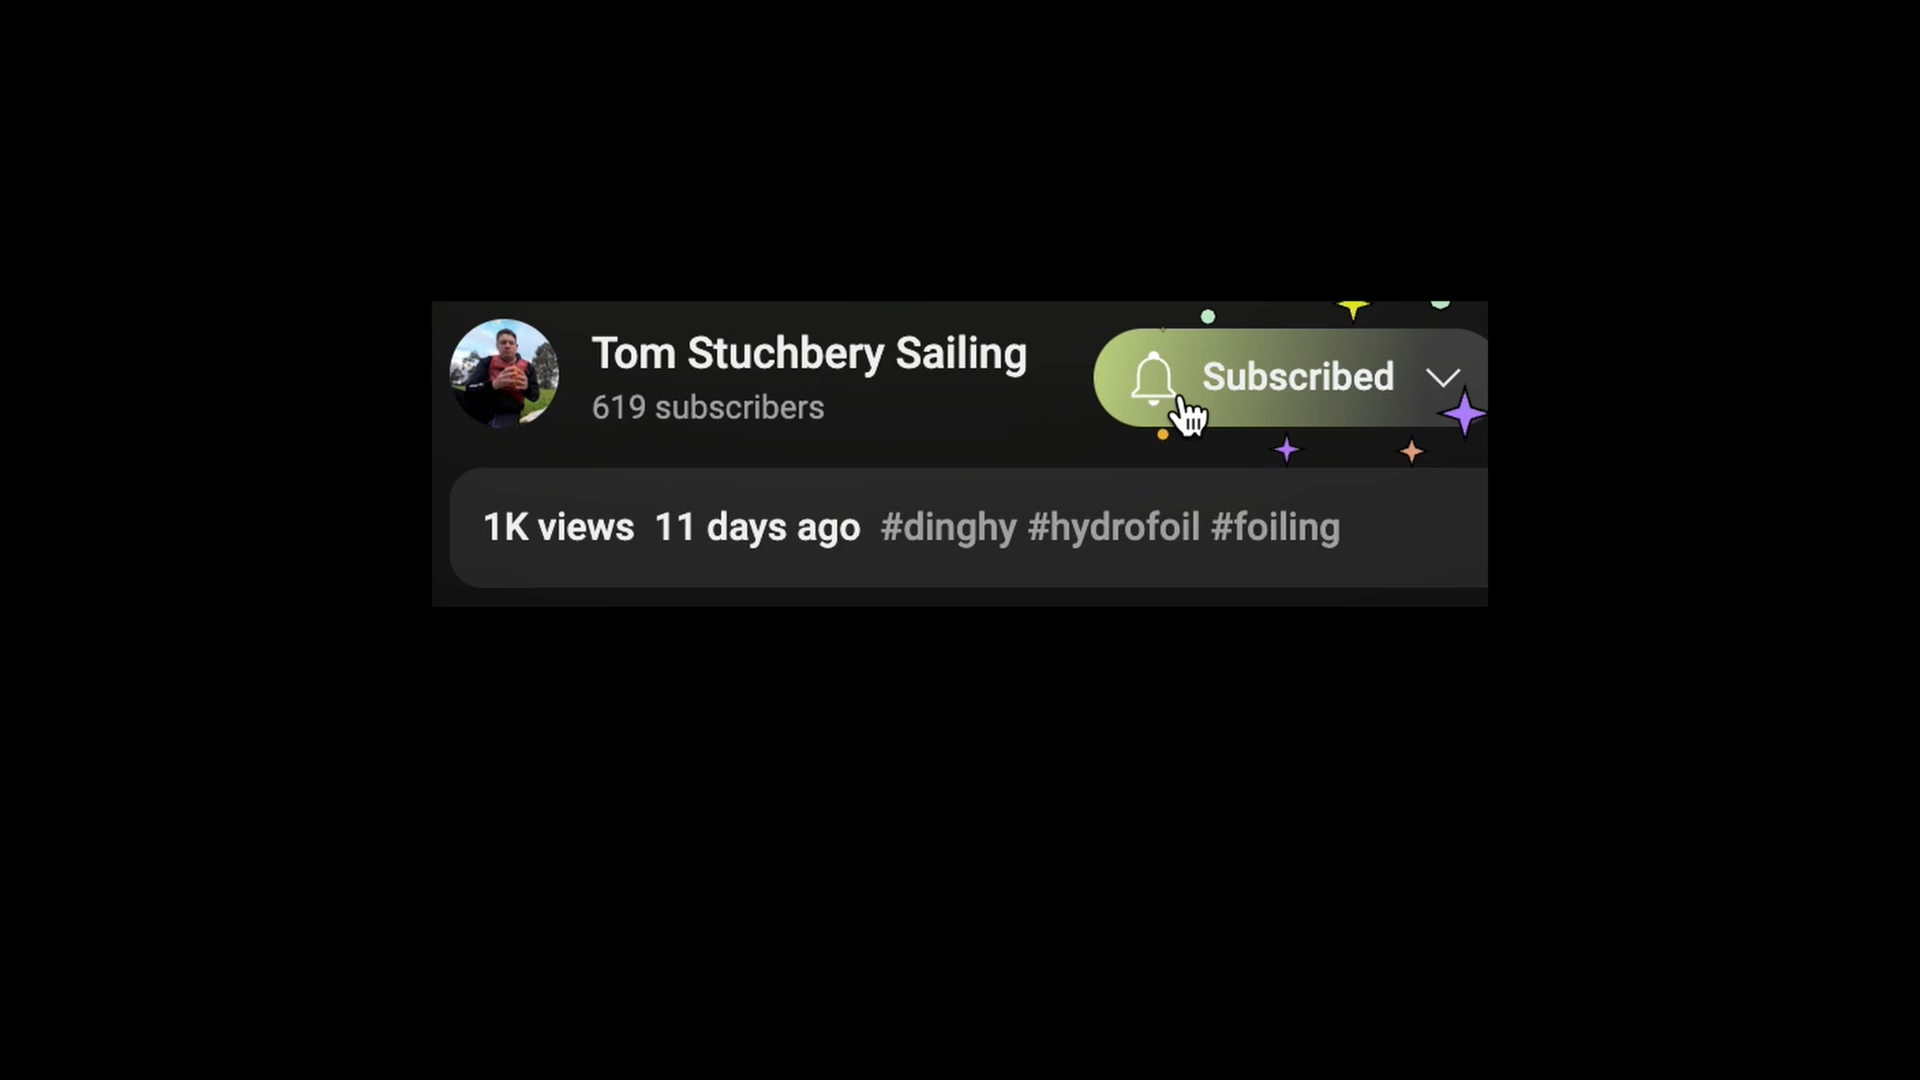 Tom Stuchbery Sailing
619 subscribers
Subscribed
1K views 11 days ago #dinghy #hydrofoil #foiling